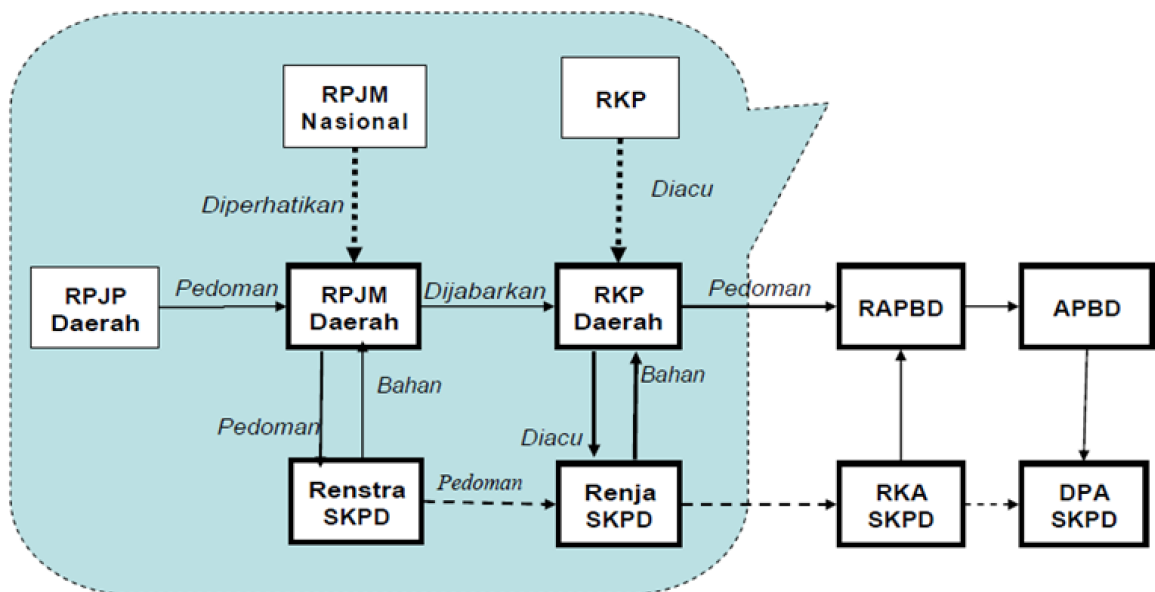 RPJM
Nasional
RKP
Diperhatikan
Diacu
RPJP
Daerah
Pedoman
RPJM
Daerah
Dijabarkan
RKP
Daerah
Pedoman
RAPBD
APBD
Pedoman
Bahan
Diacu
Bahan
Renstra
SKPD
Pedoman
Renja
SKPD
RKA
SKPD
DPA
SKPD